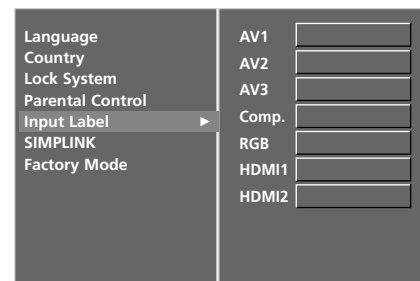 Language
Country
Lock System
Parental Control
Input Label ►
SIMPLINK
Factory Mode
AV1
AV2
AV3
Comp.
RGB
HDMI1
HDMI2